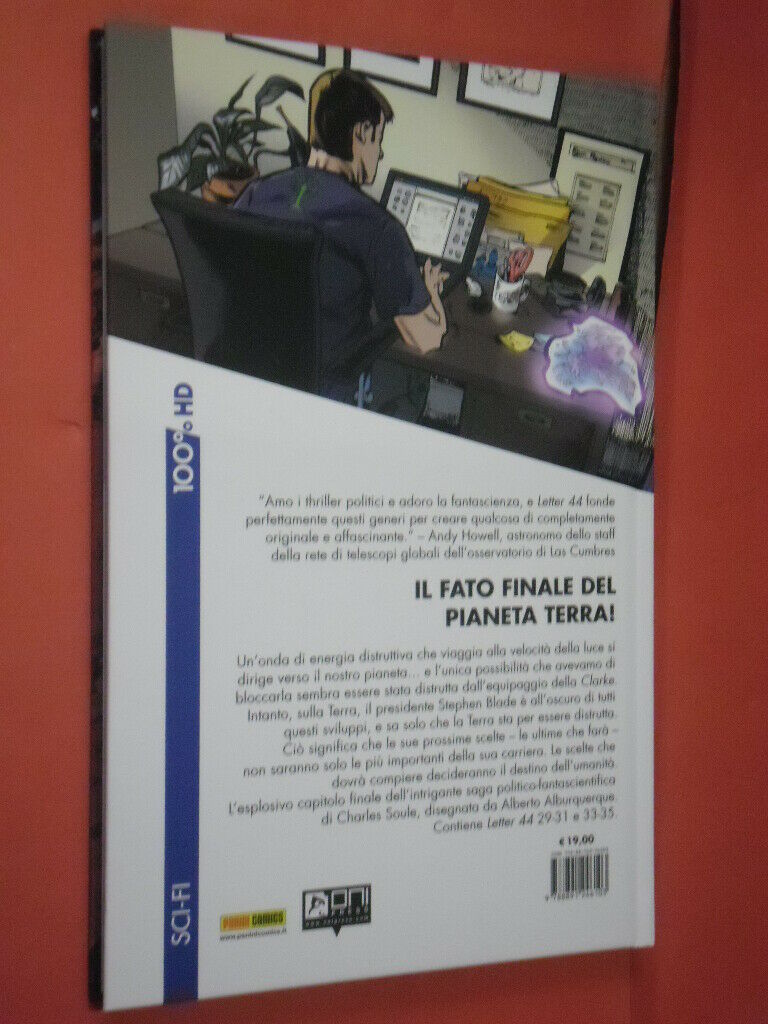 "Amo i thriller politici e adoro la fantascienza, e Letter 44 fonde
perfettamente questi generi per creare qualcosa di completamente
originale e affascinante." – Andy Howell, astronomo dello staff
della rete di telescopi globali dell'osservatorio di Las Cumbres
IL FATO FINALE DEL
PIANETA TERRA!
Un'onda di energia distruttiva che viaggia alla velocità della luce si
dirige verso il nostro pianeta... e l'unica possibilità che avevamo di
bloccarla sembra essere stata distrutta dall'equipaggio della Clarke.
Intanto, sulla Terra, il presidente Stephen Blade è all'oscuro di tutti
questi sviluppi, e sa solo che la Terra sta per essere distrutta.
Ciò significa che le sue prossime scelte – le ultime che farà –
non saranno solo le più importanti della sua carriera. Le scelte che
dovrà compiere decideranno il destino dell'umanità.
L'esplosivo capitolo finale dell'intrigante saga politico-fantascientifica
di Charles Soule, disegnata da Alberto Alburquerque.
Contiene Letter 44 29-31 e 33-35.
€ 19,00
100% HD
SCI-FI
PANINI COMICS
www.paninicomics.it
ONI
PRESS
www.onipress.com